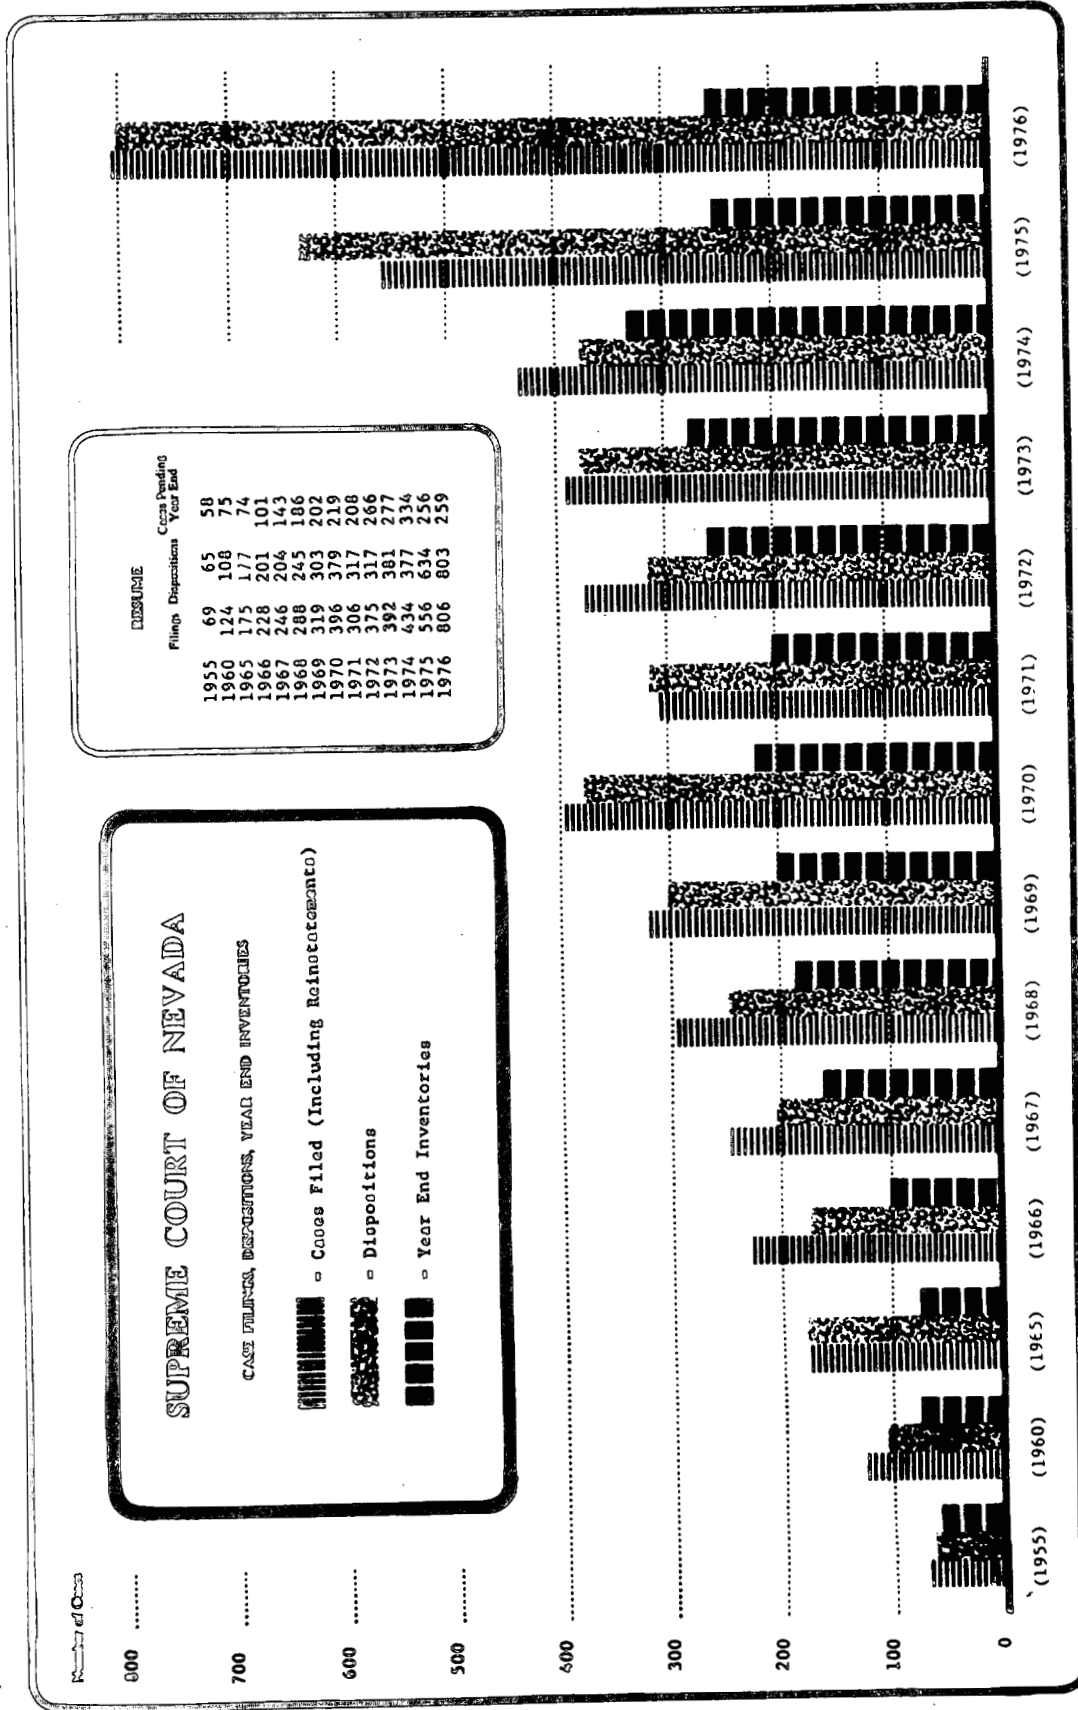 Number of Cases
SUPREME COURT OF NEVADA
CASE FILINGS, DISPOSITIONS, YEAR END INVENTORIES
- Cases Filed (Including Reinstatements)
- Dispositions
- Year End Inventories
RESUME
Filings Dispositions Cases Pending Year End
1955 69 65 58
1960 124 108 75
1965 175 177 74
1966 228 201 101
1967 246 204 143
1968 288 245 186
1969 319 303 202
1970 396 379 219
1971 306 317 208
1972 375 317 266
1973 392 381 277
1974 434 377 334
1975 556 634 256
1976 806 803 259
800
700
600
500
400
300
200
100
0
(1955) (1960) (1965) (1966) (1967) (1968) (1969) (1970) (1971) (1972) (1973) (1974) (1975) (1976)